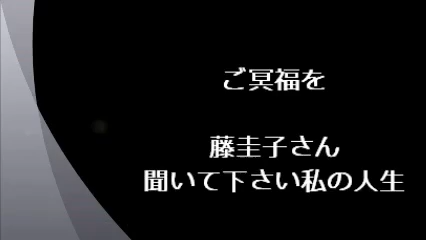 ご冥福を
藤圭子さん
聞いて下さい私の人生